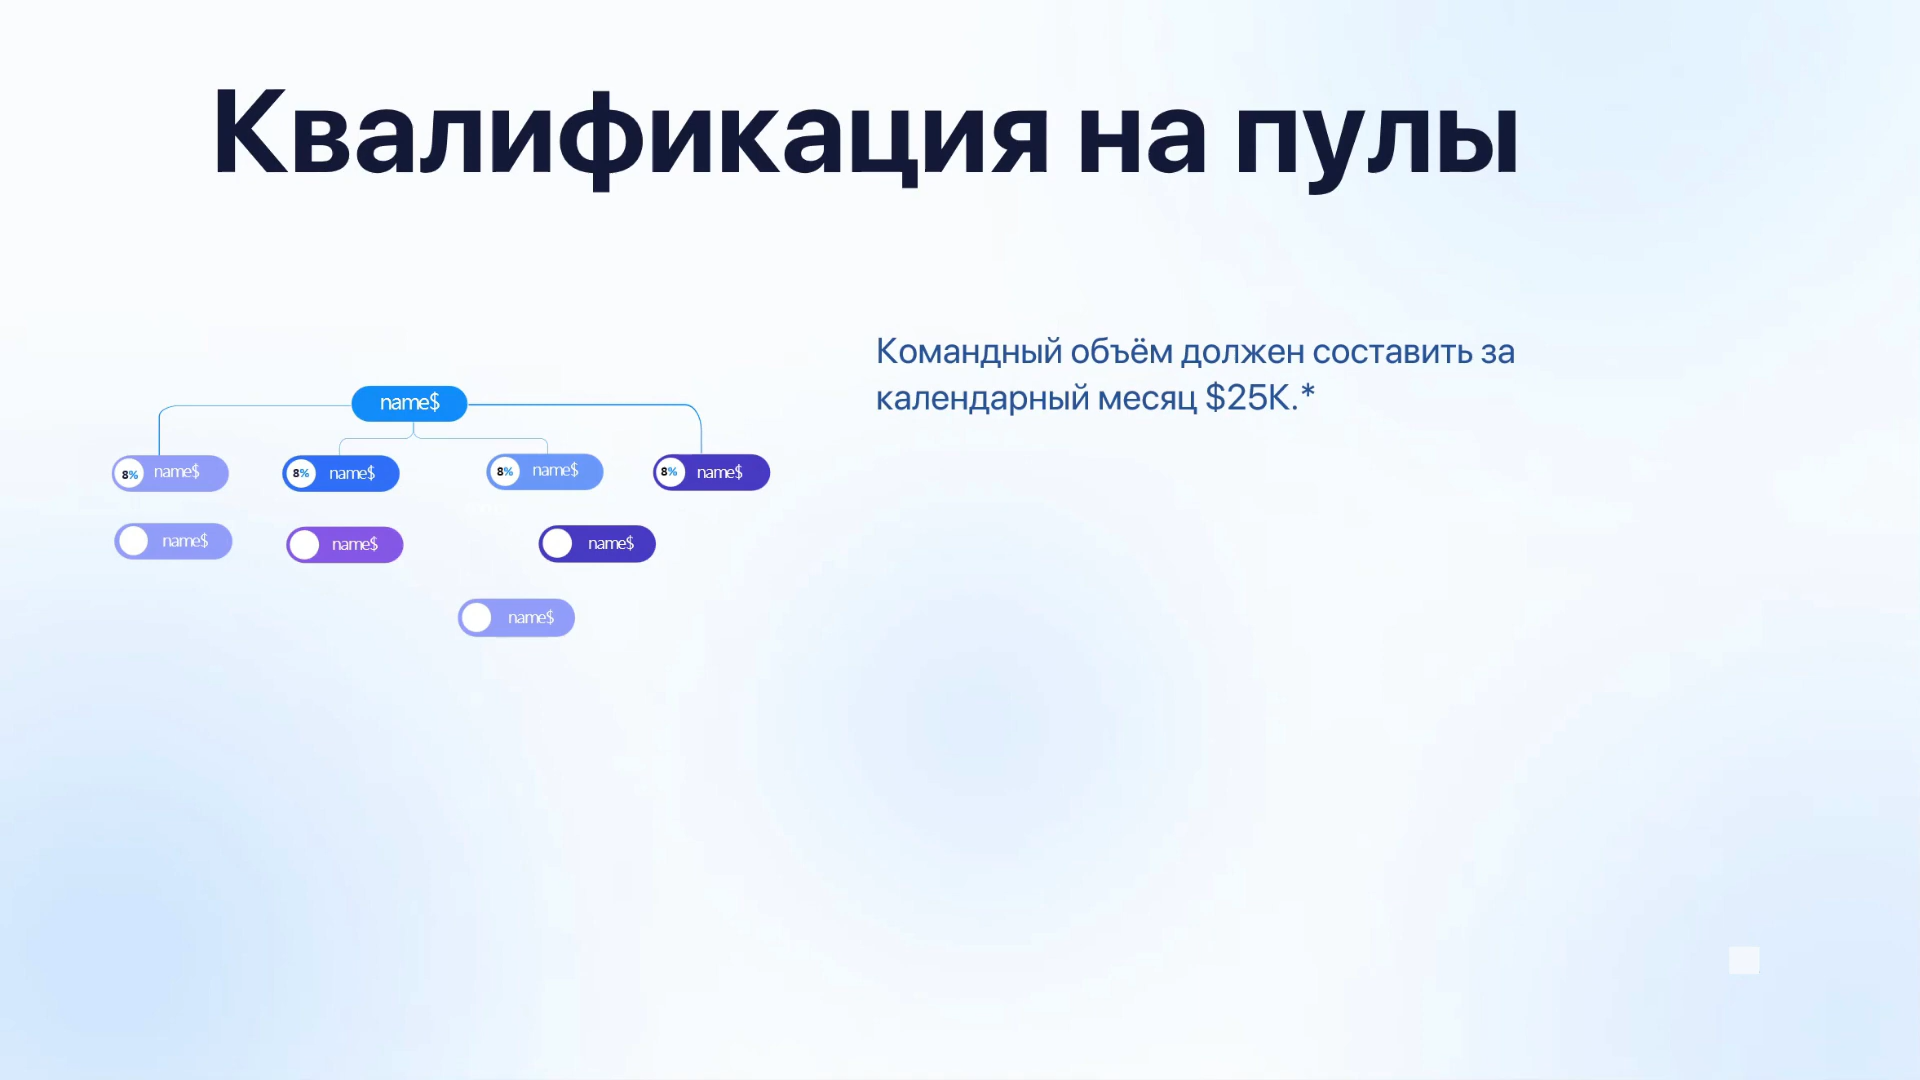 Квалификация на пулы
Командный объём должен составить за
календарный месяц $25K.*
name$
8% name$
8% name$
8% name$
8% name$
name$
name$
name$
name$